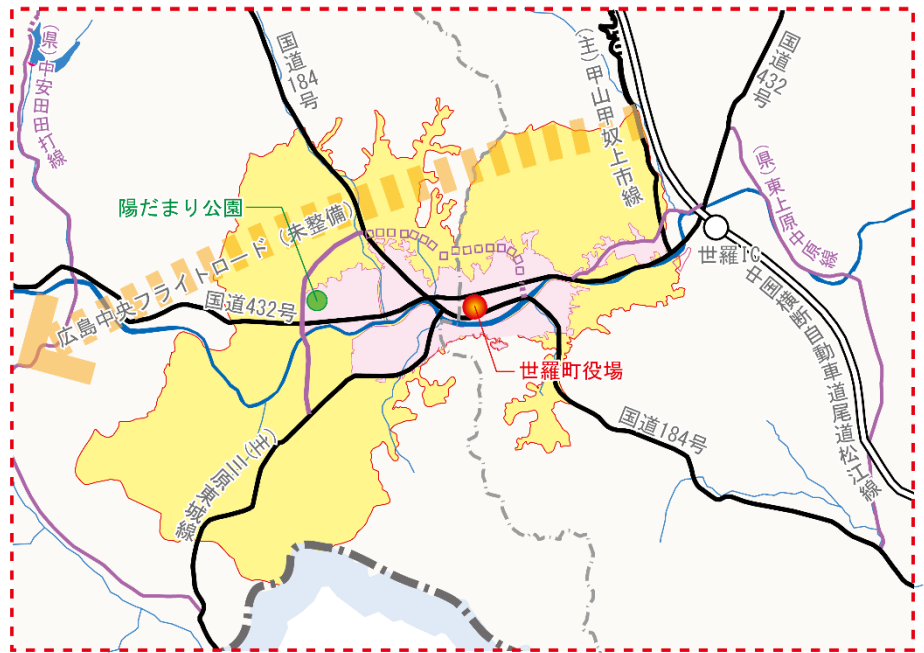 (県)中安田田打線
国道
184号
(主)甲山甲奴上市線
国道
432号
(県)東上原中原線
陽だまり公園
広島中央フライトロード(未整備)
国道432号
世羅IC
中国横断自動車道尾道松江線
世羅町役場
国道184号
(主)三原東城線